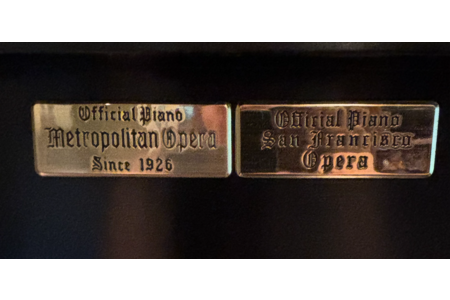 Official Piano
Metropolitan Opera
Since 1926
Official Piano
San Francisco
Opera